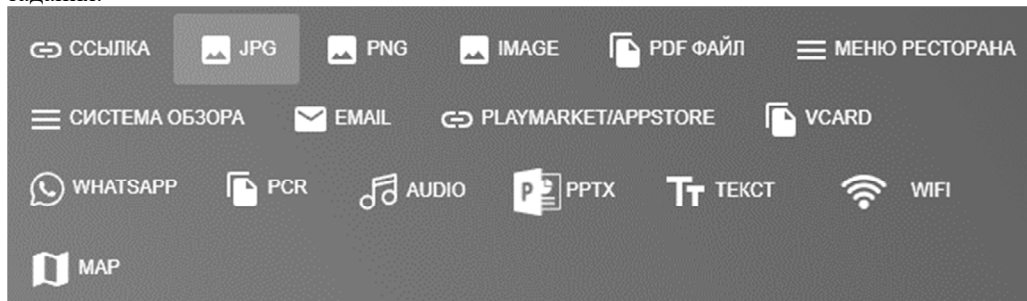 ССЫЛКА JPG PNG IMAGE PDF ФАЙЛ МЕНЮ РЕСТОРАНА
СИСТЕМА ОБЗОРА EMAIL PLAYMARKET/APPSTORE VCARD
WHATSAPP PCR AUDIO PPTX ТЕКСТ WIFI
MAP